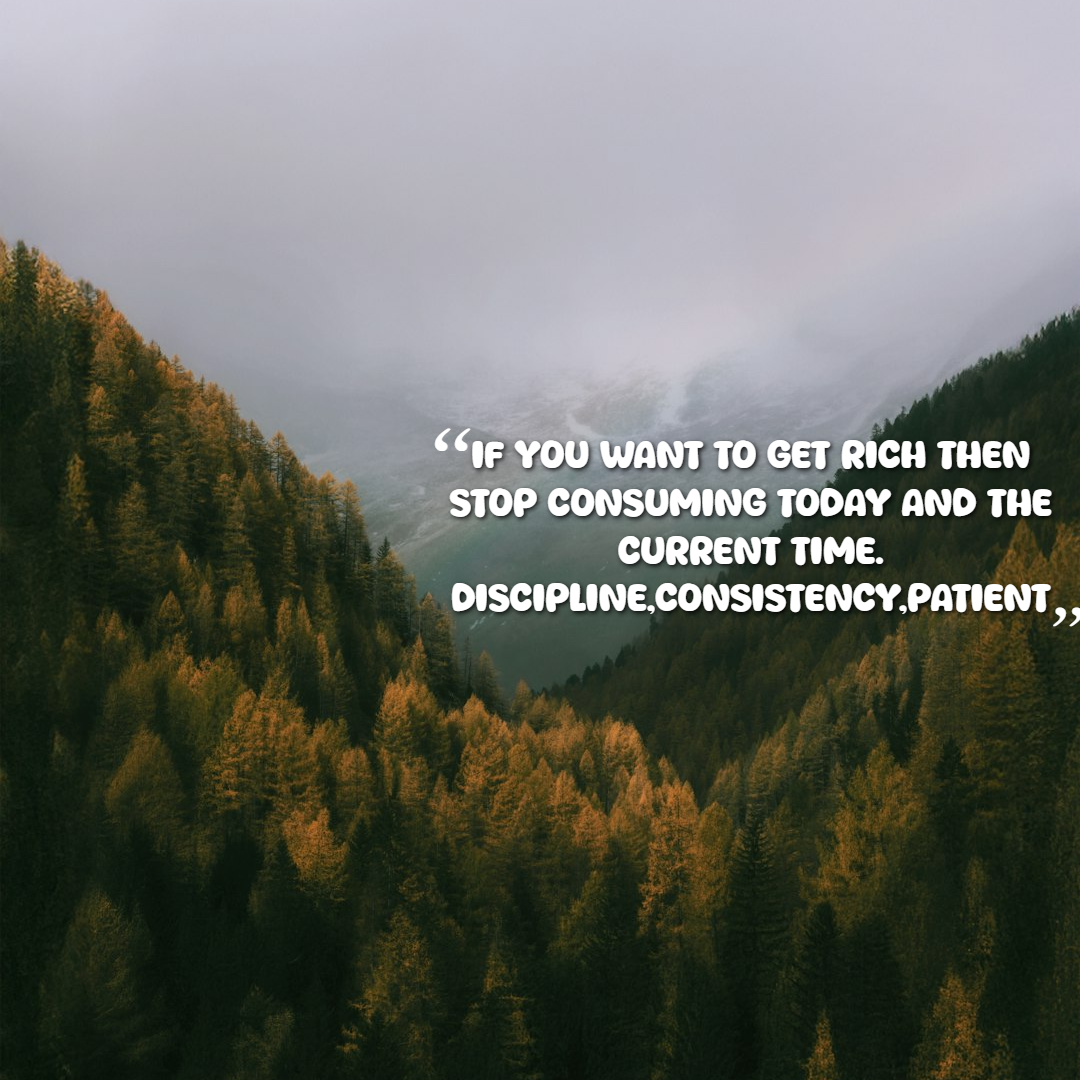 “IF YOU WANT TO GET RICH THEN
STOP CONSUMING TODAY AND THE
CURRENT TIME.
DISCIPLINE,CONSISTENCY,PATIENT„